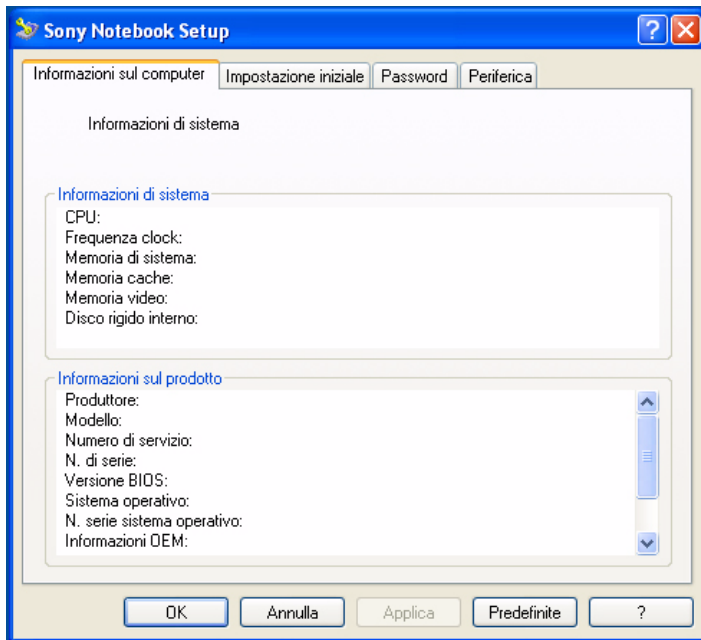 Sony Notebook Setup
?
Informazioni sul computer
Impostazione iniziale
Password
Periferica
Informazioni di sistema
Informazioni di sistema
CPU:
Frequenza clock:
Memoria di sistema:
Memoria cache:
Memoria video:
Disco rigido interno:
Informazioni sul prodotto
Produttore:
Modello:
Numero di servizio:
N. di serie:
Versione BIOS:
Sistema operativo:
N. serie sistema operativo:
Informazioni OEM:
OK
Annulla
Applica
Predefinite
?